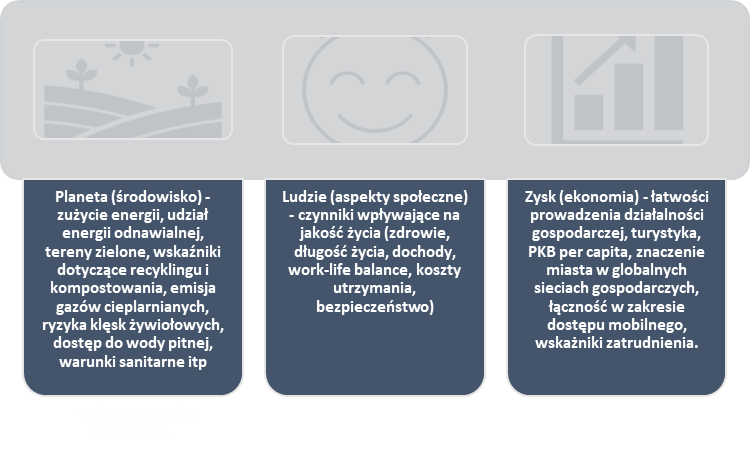 Planeta (środowisko) -
zużycie energii, udział
energii odnawialnej,
tereny zielone, wskaźniki
dotyczące recyklingu i
kompostowania, emisja
gazów cieplarnianych,
ryzyka klęsk żywiołowych,
dostęp do wody pitnej,
warunki sanitarne itp
Ludzie (aspekty społeczne)
- czynniki wpływające na
jakość życia (zdrowie,
długość życia, dochody,
work-life balance, koszty
utrzymania,
bezpieczeństwo)
Zysk (ekonomia) - łatwości
prowadzenia działalności
gospodarczej, turystyka,
PKB per capita, znaczenie
miasta w globalnych
sieciach gospodarczych,
łączność w zakresie
dostępu mobilnego,
wskaźniki zatrudnienia.